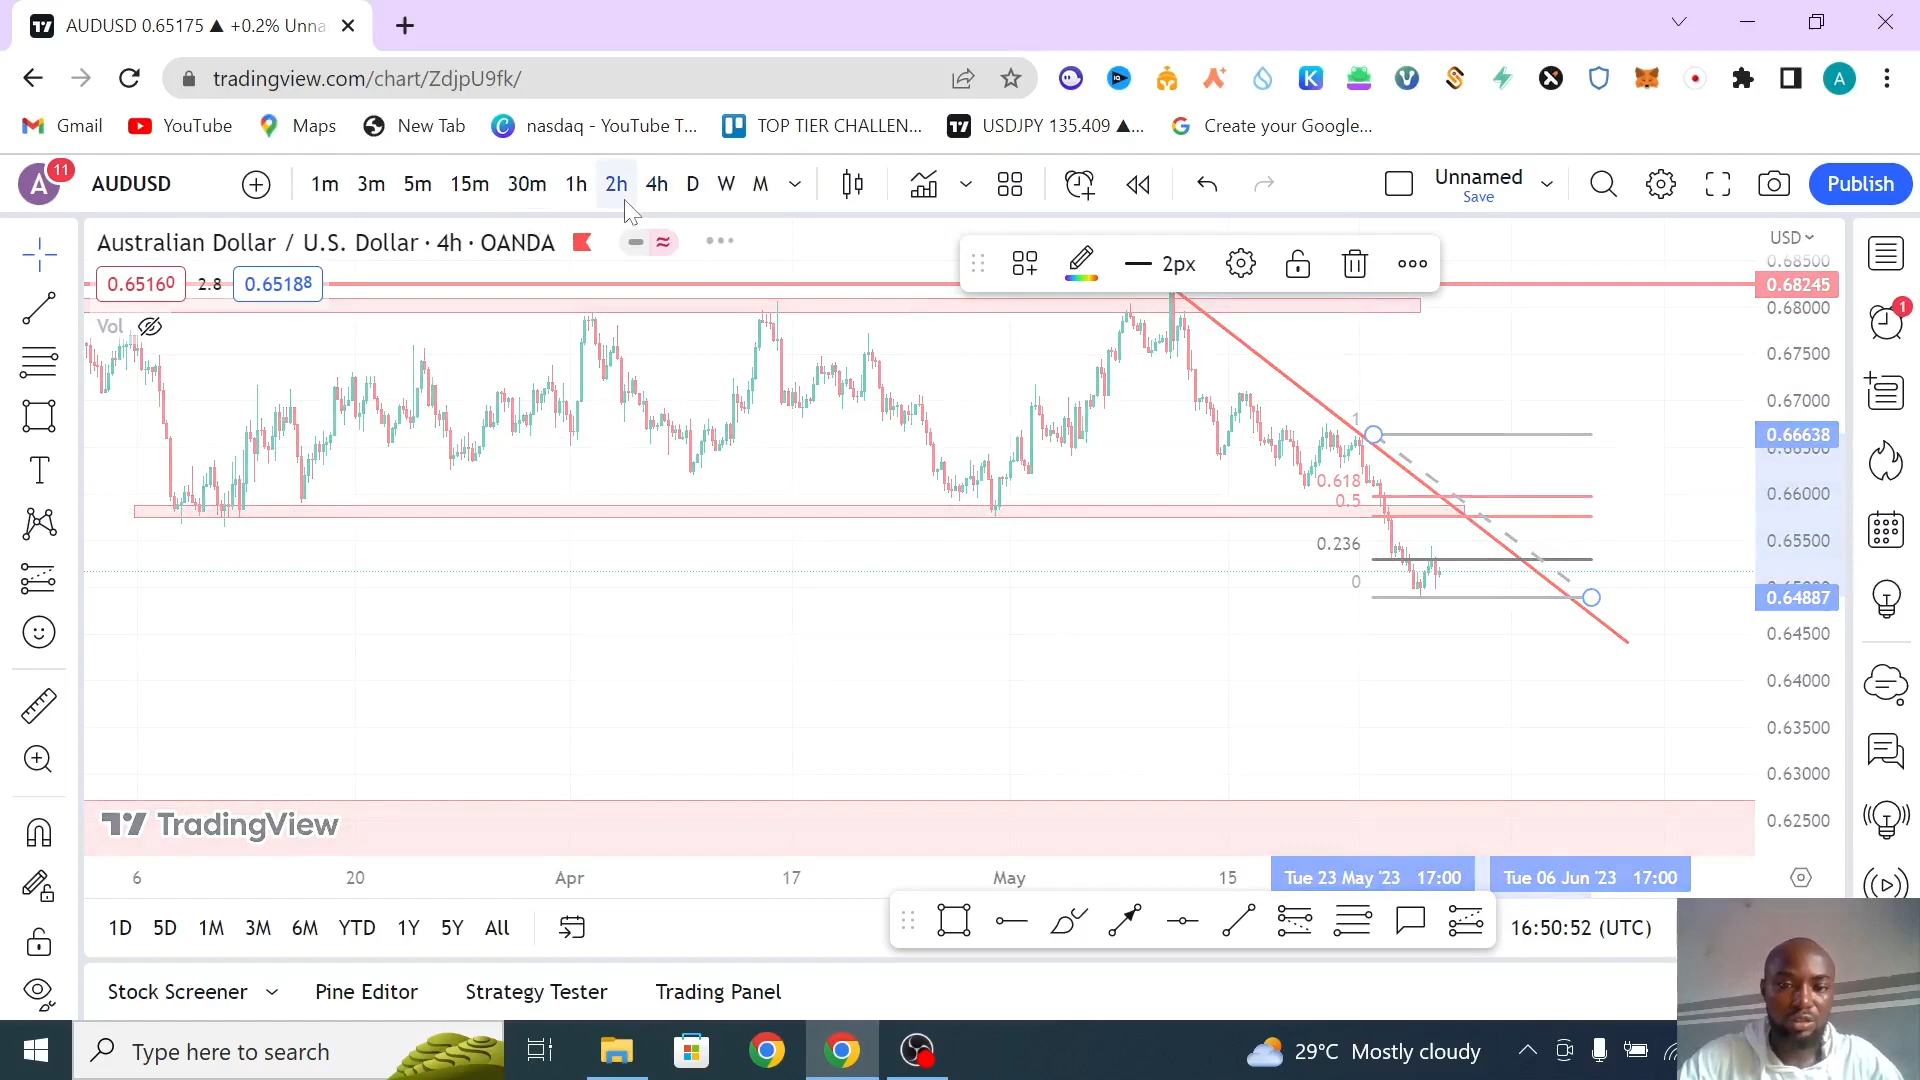 AUDUSD 0.65175 ▲ +0.2% Unna
tradingview.com/chart/ZdjpU9fk/
A
Gmail YouTube Maps New Tab nasdaq - YouTube T... TOP TIER CHALLEN... USDJPY 135.409 ▲... Create your Google...
A 11 AUDUSD 1m 3m 5m 15m 30m 1h 2h 4h D W M Unnamed Save Publish
Australian Dollar / U.S. Dollar · 4h · OANDA
USD
2px
0.65160 2.8 0.65188
0.68500
0.68245
0.68000
Vol
1
0.67500
0.67000
1
0.66638
0.66500
0.618
0.66000
0.5
0.65500
0.236
0
0.65000
0.64887
0.64500
0.64000
0.63500
0.63000
TradingView
0.62500
6 20 Apr 17 May 15 Tue 23 May '23 17:00 Tue 06 Jun '23 17:00
1D 5D 1M 3M 6M YTD 1Y 5Y All 16:50:52 (UTC)
Stock Screener Pine Editor Strategy Tester Trading Panel
Type here to search 29°C Mostly cloudy